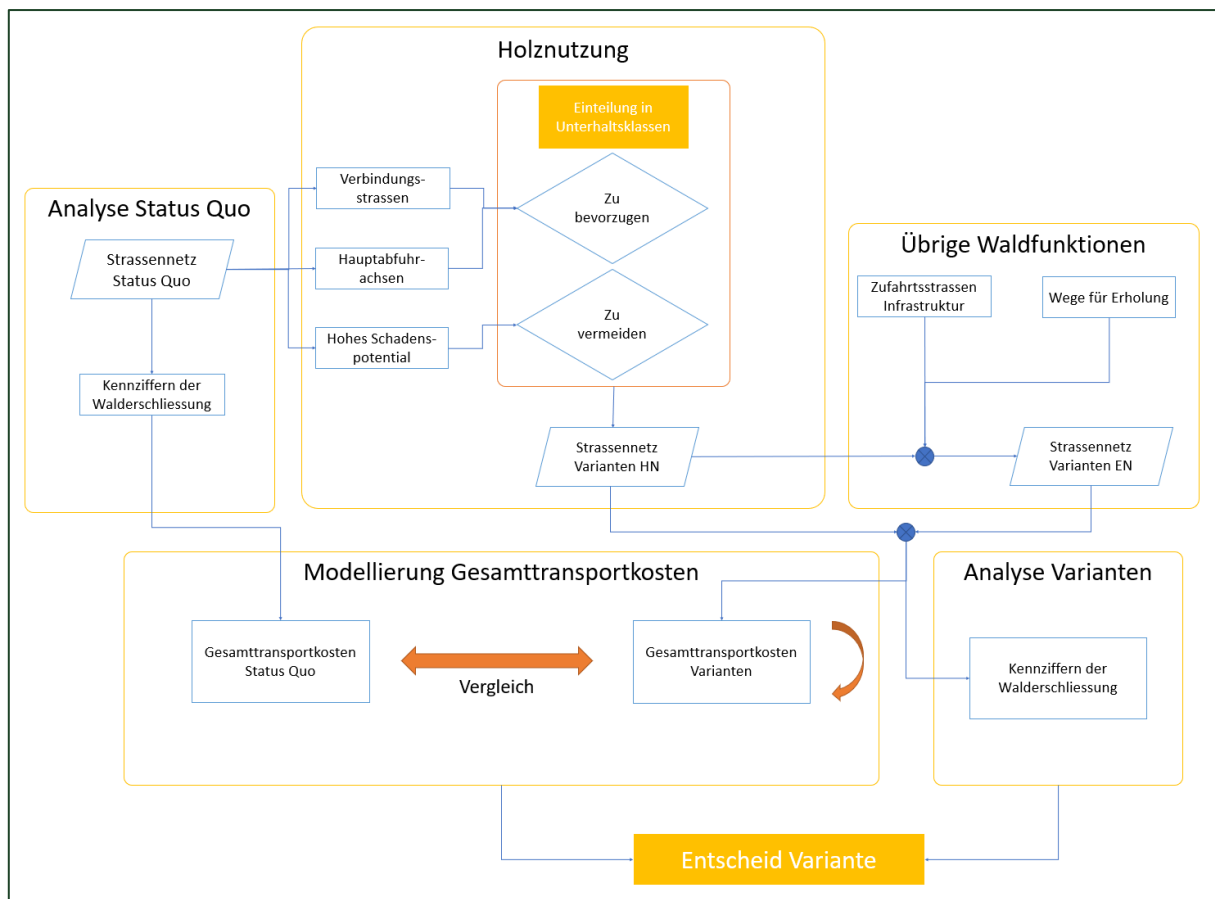 Holznutzung
Einteilung in
Unterhaltsklassen
Verbindungs-
strassen
Zu
bevorzugen
Hauptabfuhr-
achsen
Hohes Schadens-
potential
Zu
vermeiden
Strassennetz
Varianten HN
Analyse Status Quo
Strassennetz
Status Quo
Kennziffern der
Walderschliessung
Übrige Waldfunktionen
Zufahrtsstrassen
Infrastruktur
Wege für Erholung
Strassennetz
Varianten EN
Modellierung Gesamttransportkosten
Gesamttransportkosten
Status Quo
Vergleich
Gesamttransportkosten
Varianten
Analyse Varianten
Kennziffern der
Walderschliessung
Entscheid Variante